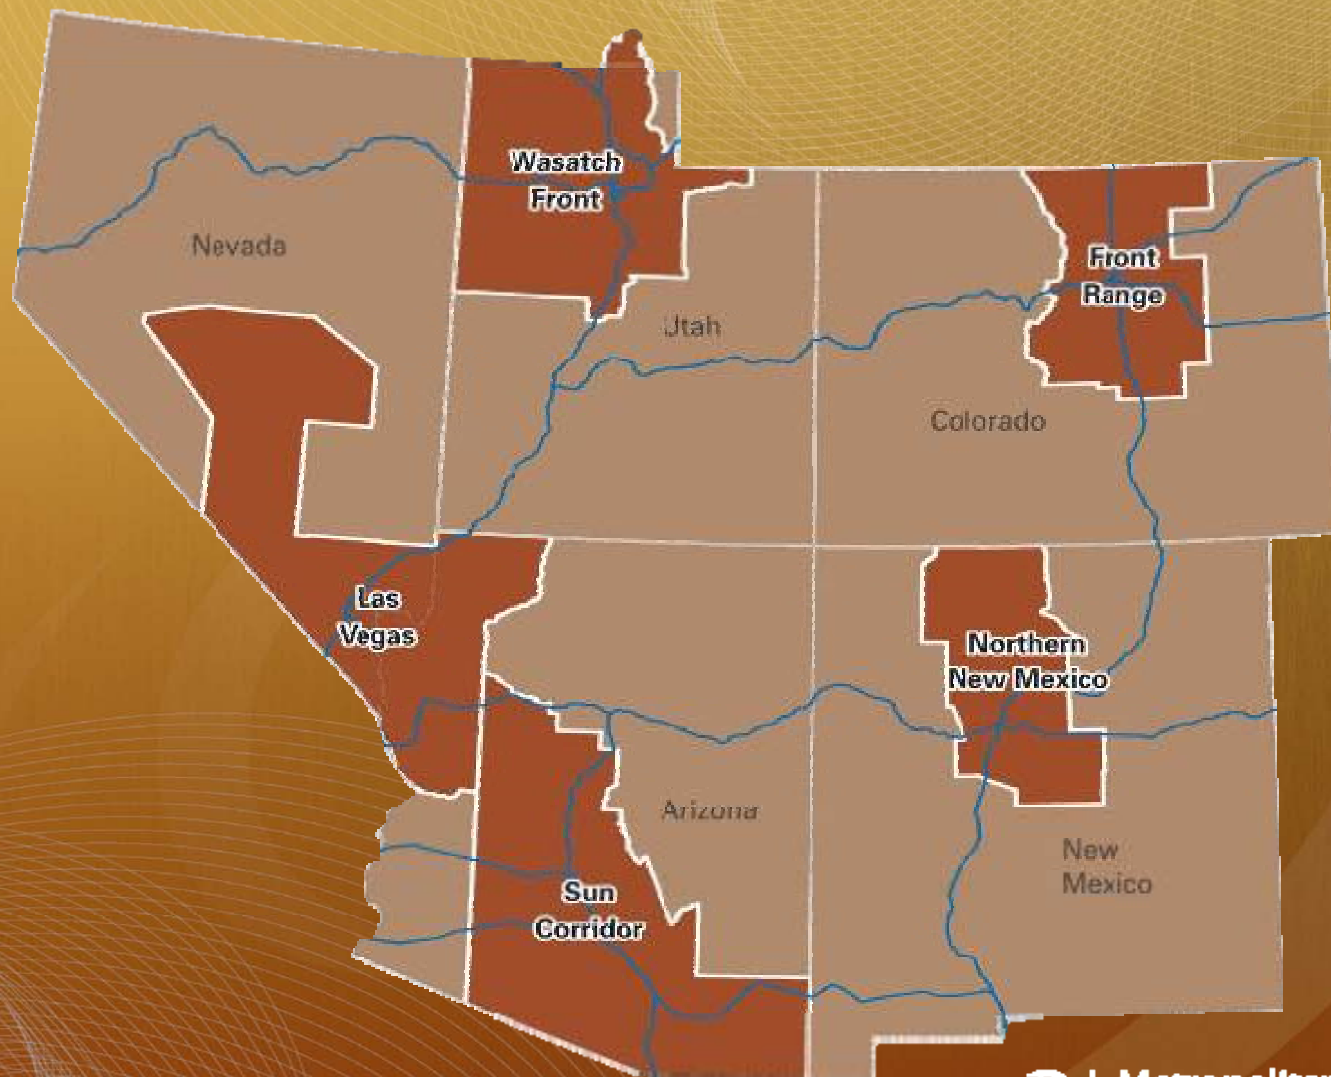 Wasatch
Front
Nevada
Front
Range
Utah
Colorado
Las
Vegas
Northern
New Mexico
Arizona
New
Mexico
Sun
Corridor